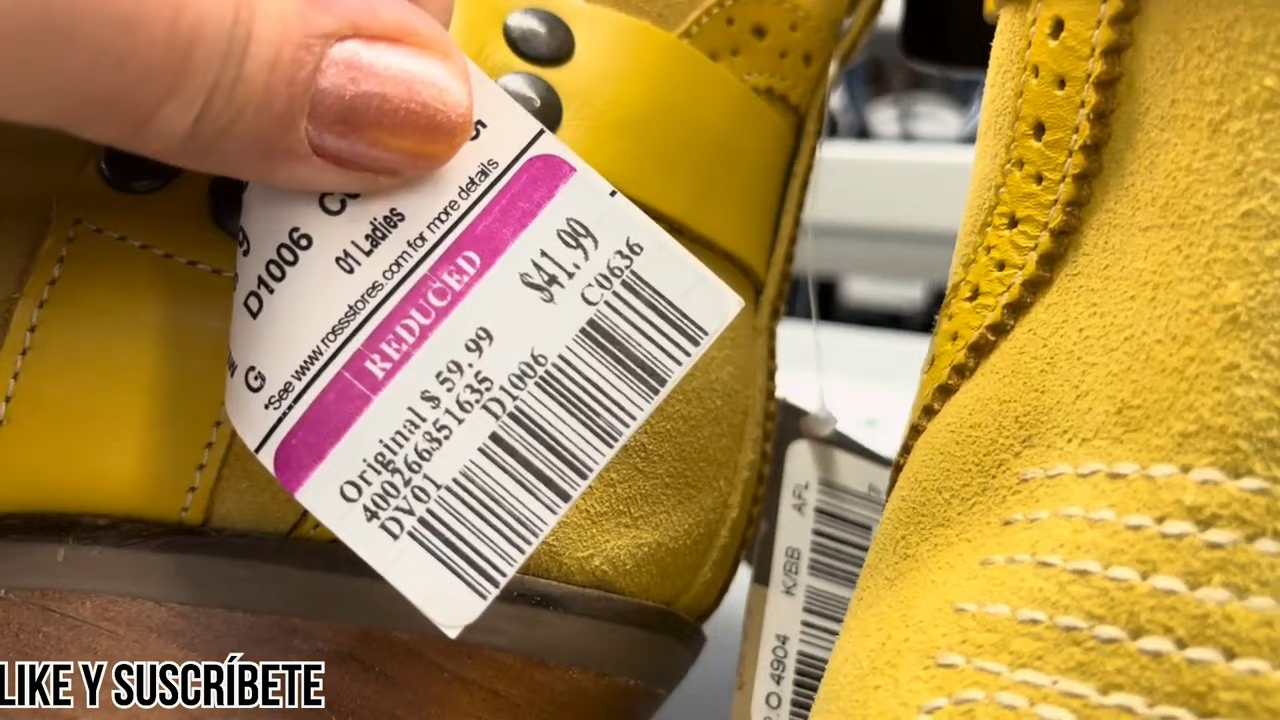 D1006
01 Ladies
*See www.rossstores.com for more details
REDUCED
$41.99
C0636
Original $ 59.99
400266851635
DV01 D1006
AFL
K/BB
4904
LIKE Y SUSCRÍBETE